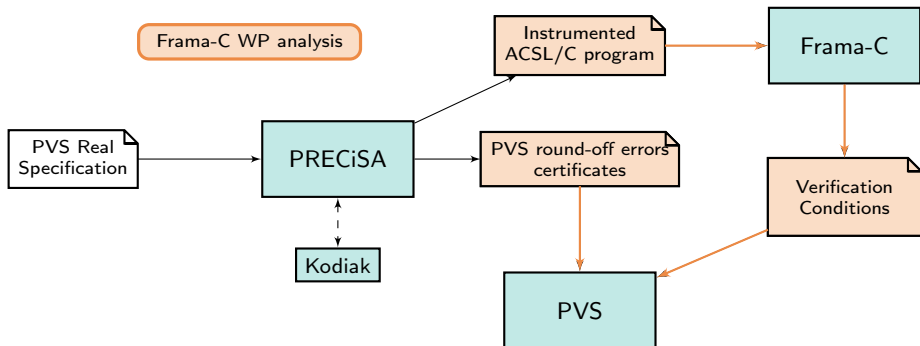 Frama-C WP analysis
Instrumented
ACSL/C program
Frama-C
PVS Real
Specification
PRECiSA
PVS round-off errors
certificates
Verification
Conditions
Kodiak
PVS